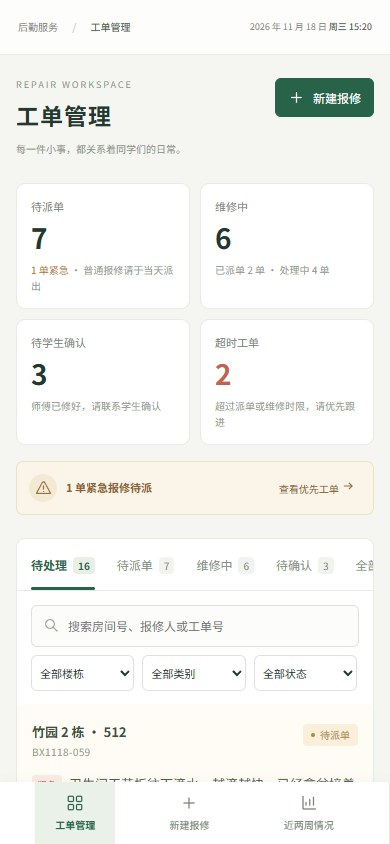 后勤服务 / 工单管理 2026 年 11 月 18 日 周三 15:20
REPAIR WORKSPACE
工单管理
新建报修
每一件小事，都关系着同学们的日常。
待派单
7
1 单紧急 · 普通报修请于当天派
出
维修中
6
已派单 2 单 · 处理中 4 单
待学生确认
3
师傅已修好，请联系学生确认
超时工单
2
超过派单或维修时限，请优先跟
进
1 单紧急报修待派 查看优先工单 →
待处理 16 待派单 7 维修中 6 待确认 3 全部
搜索房间号、报修人或工单号
全部楼栋 全部类别 全部状态
竹园 2 栋 · 512 待派单
BX1118-059
工单管理 新建报修 近两周情况